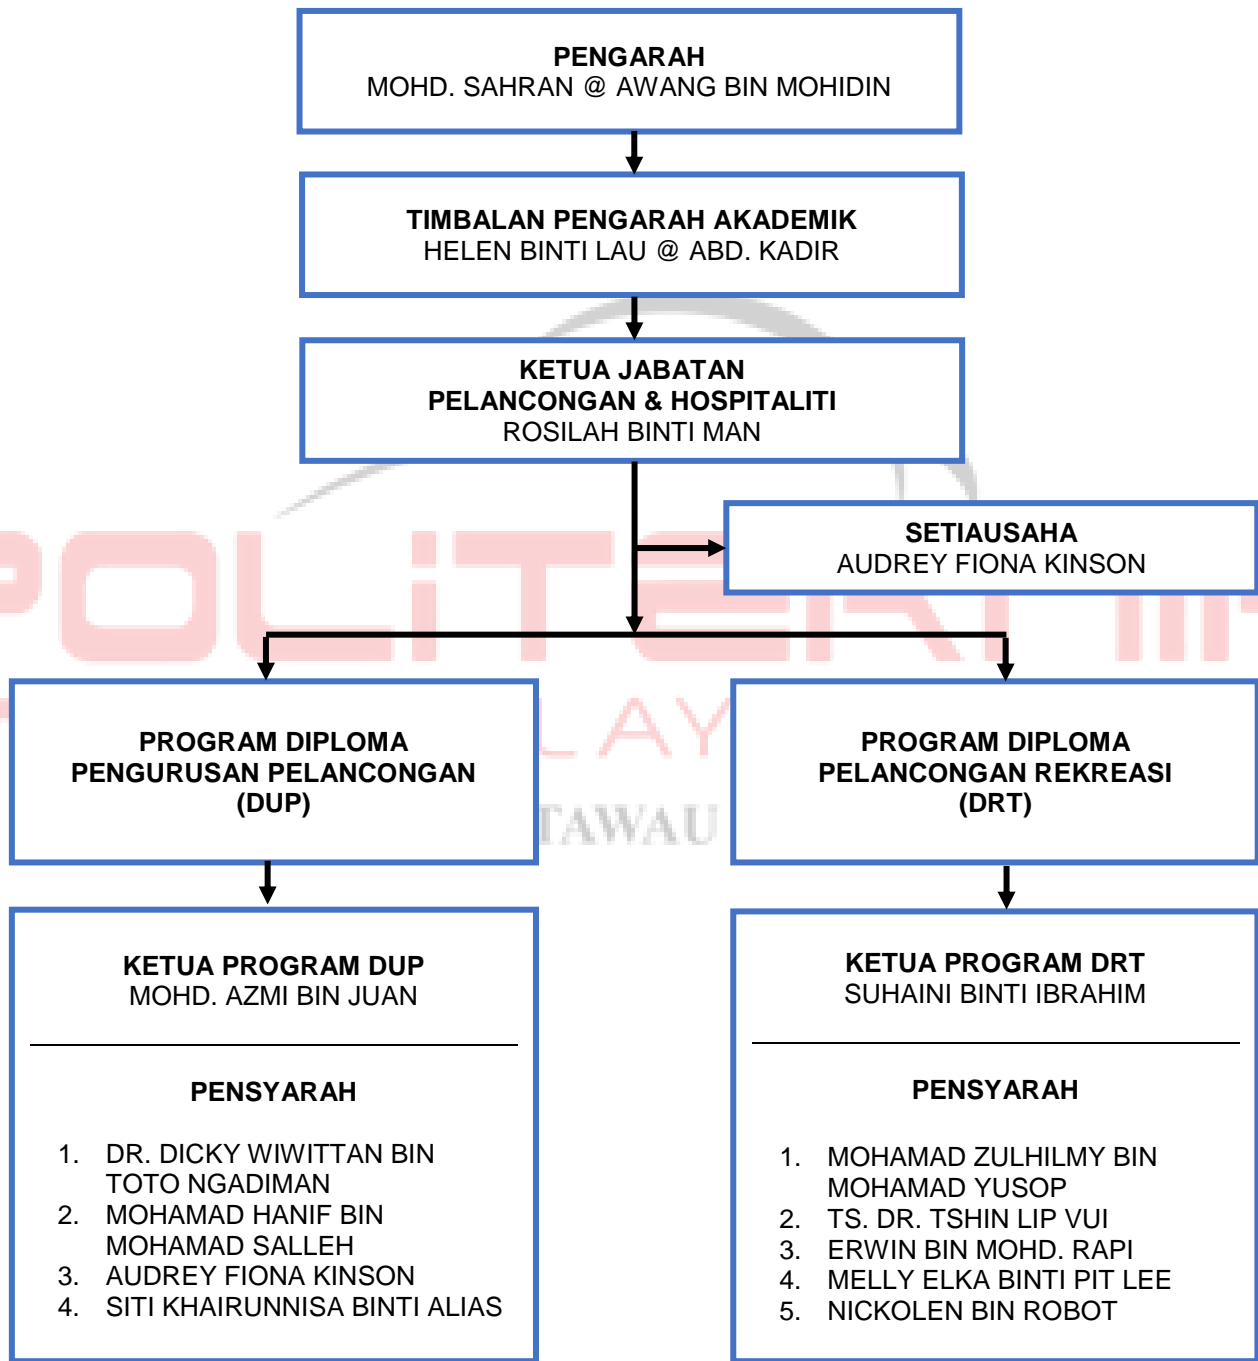 PENGARAH
MOHD. SAHRAN @ AWANG BIN MOHIDIN
TIMBALAN PENGARAH AKADEMIK
HELEN BINTI LAU @ ABD. KADIR
KETUA JABATAN
PELANCONGAN & HOSPITALITI
ROSILAH BINTI MAN
SETIAUSAHA
AUDREY FIONA KINSON
PROGRAM DIPLOMA
PENGURUSAN PELANCONGAN
(DUP)
KETUA PROGRAM DUP
MOHD. AZMI BIN JUAN
PENSYARAH
1. DR. DICKY WIWITTAN BIN
TOTO NGADIMAN
2. MOHAMAD HANIF BIN
MOHAMAD SALLEH
3. AUDREY FIONA KINSON
4. SITI KHAIRUNNISA BINTI ALIAS
PROGRAM DIPLOMA
PELANCONGAN REKREASI
(DRT)
KETUA PROGRAM DRT
SUHAINI BINTI IBRAHIM
PENSYARAH
1. MOHAMAD ZULHILMY BIN
MOHAMAD YUSOP
2. TS. DR. TSHIN LIP VUI
3. ERWIN BIN MOHD. RAPI
4. MELLY ELKA BINTI PIT LEE
5. NICKOLEN BIN ROBOT
TAWAU